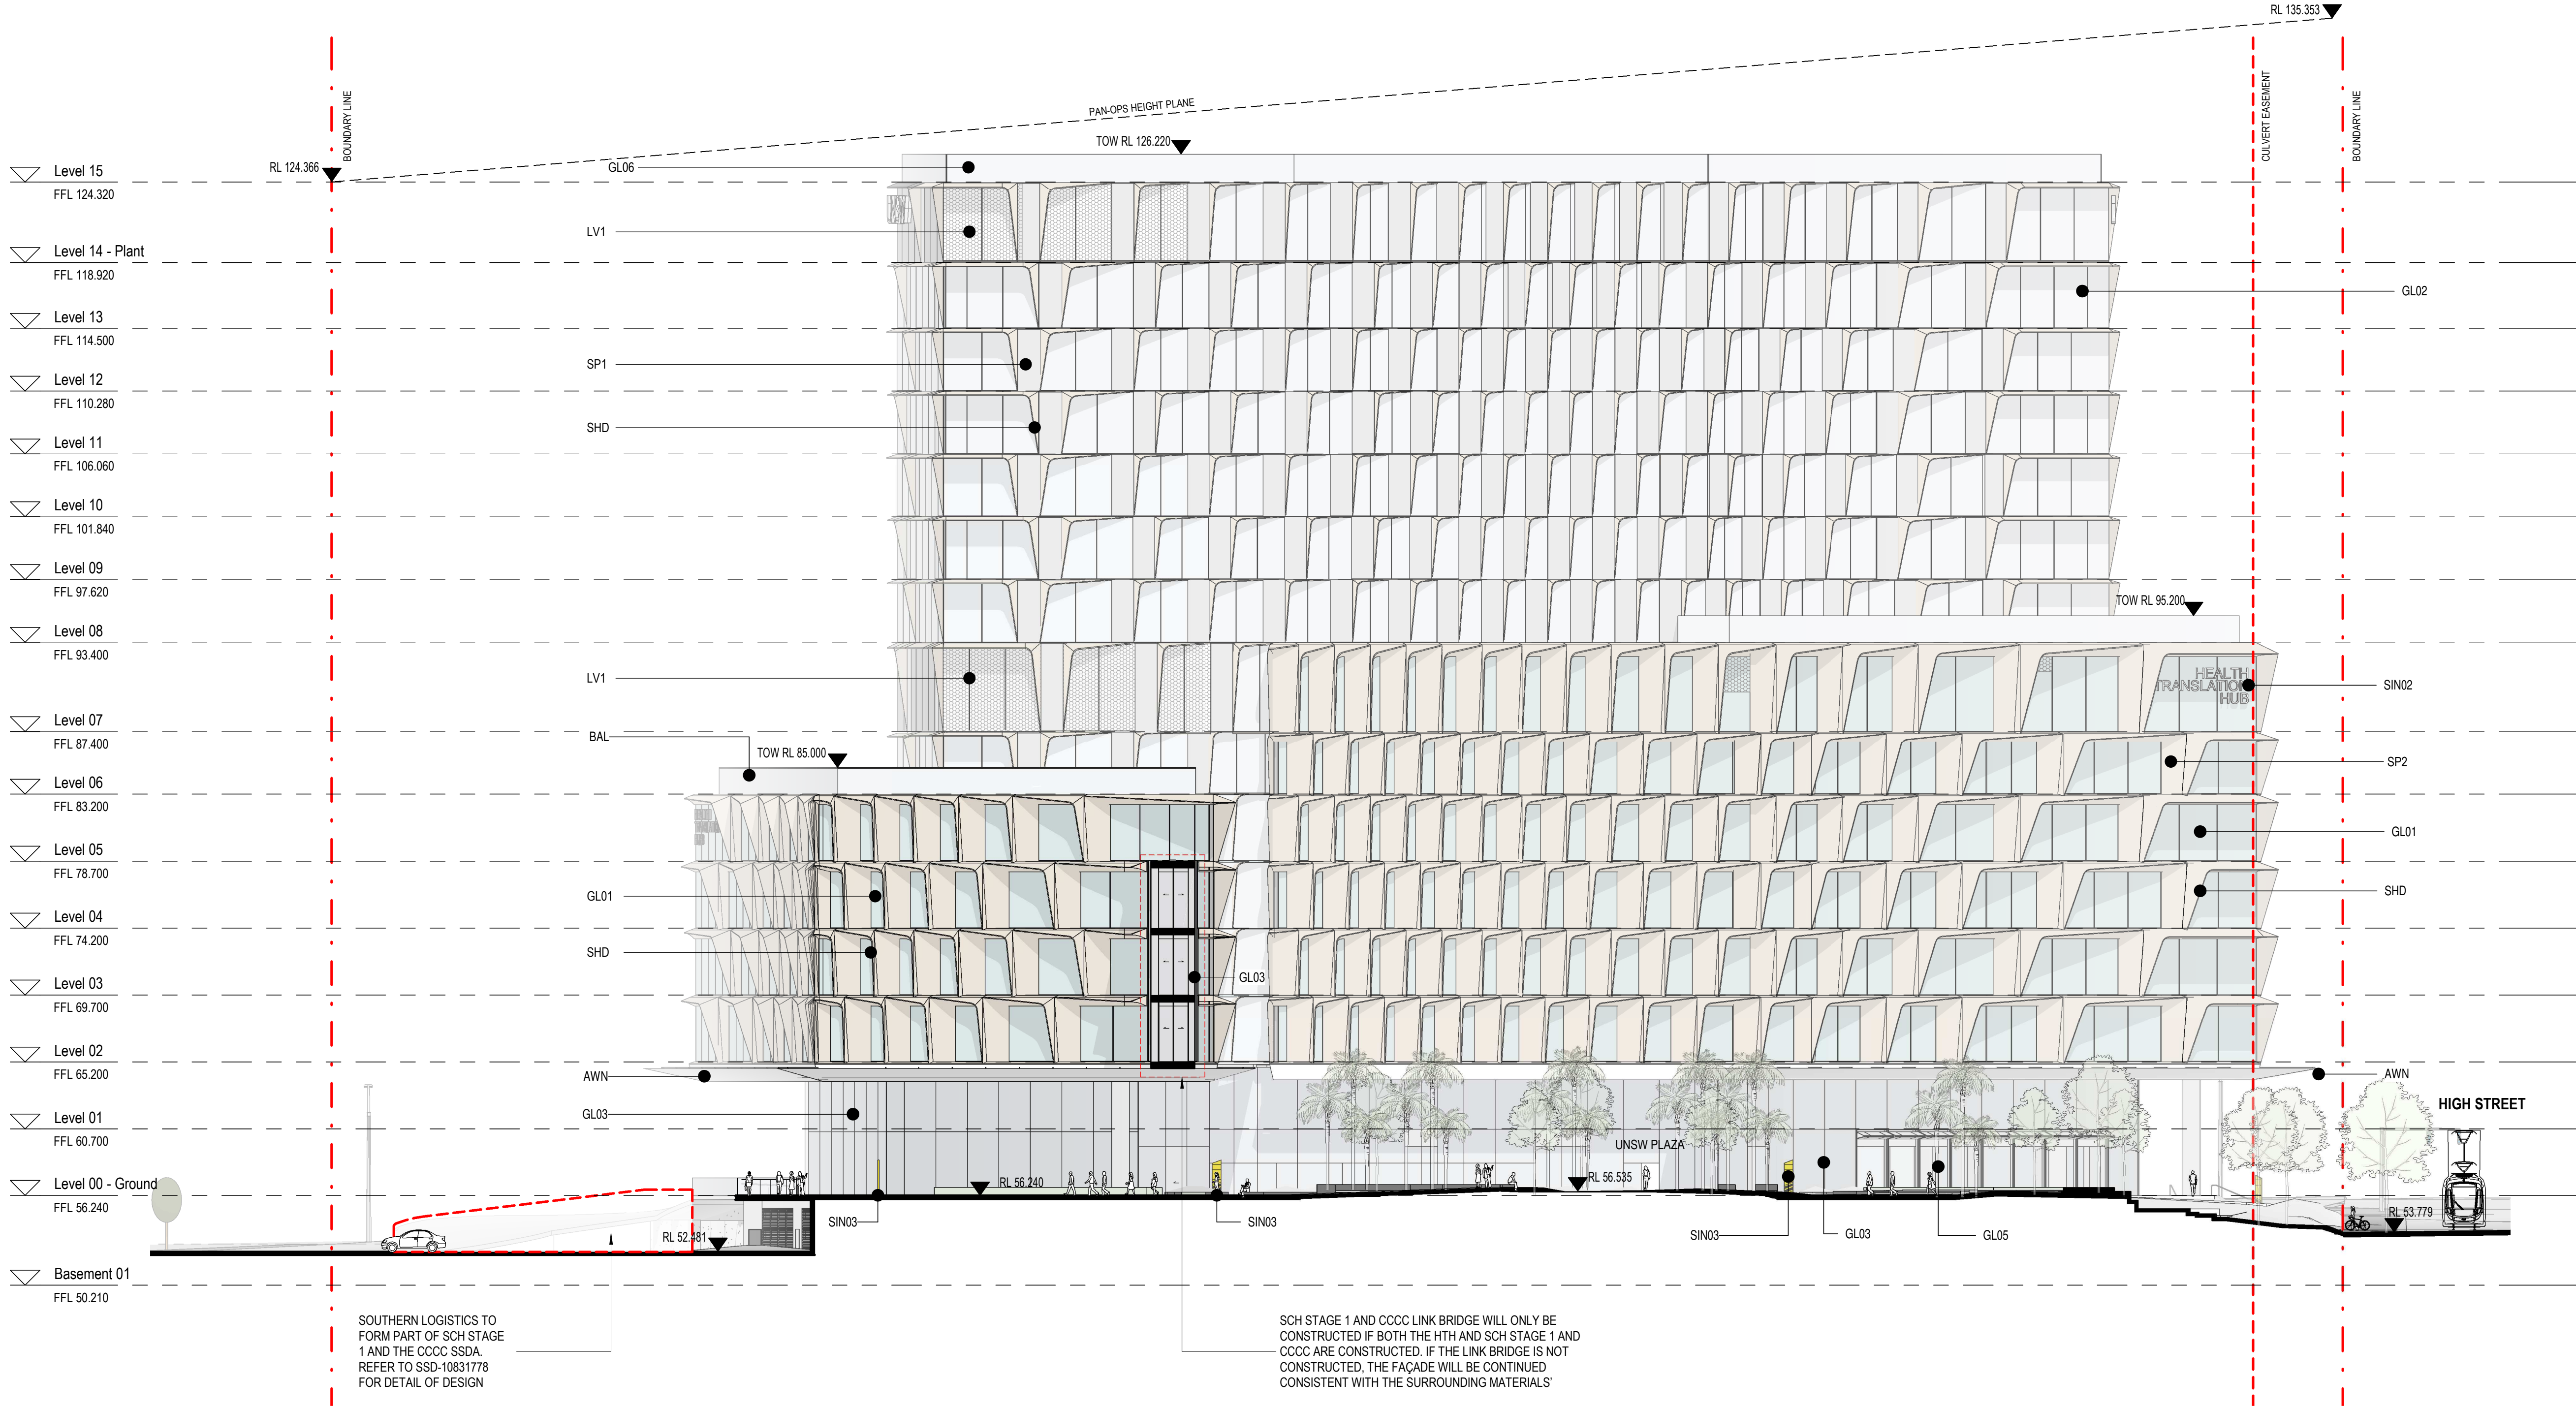 RL 135.353
BOUNDARY LINE
PAN-OPS HEIGHT PLANE
CULVERT EASEMENT
BOUNDARY LINE
TOW RL 126.220
RL 124.366
GL06
Level 15
FFL 124.320
LV1
Level 14 - Plant
FFL 118.920
GL02
Level 13
FFL 114.500
SP1
Level 12
FFL 110.280
SHD
Level 11
FFL 106.060
Level 10
FFL 101.840
Level 09
FFL 97.620
TOW RL 95.200
Level 08
FFL 93.400
LV1
HEALTH
TRANSLATION
HUB
SIN02
Level 07
FFL 87.400
BAL
TOW RL 85.000
SP2
Level 06
FFL 83.200
GL01
Level 05
FFL 78.700
GL01
SHD
Level 04
FFL 74.200
SHD
GL03
Level 03
FFL 69.700
Level 02
FFL 65.200
AWN
AWN
GL03
HIGH STREET
Level 01
FFL 60.700
UNSW PLAZA
Level 00 - Ground
FFL 56.240
RL 56.240
RL 56.535
RL 53.779
SIN03
SIN03
SIN03
GL03
GL05
RL 52.481
Basement 01
FFL 50.210
SOUTHERN LOGISTICS TO
FORM PART OF SCH STAGE
1 AND THE CCCC SSDA.
REFER TO SSD-10831778
FOR DETAIL OF DESIGN
SCH STAGE 1 AND CCCC LINK BRIDGE WILL ONLY BE
CONSTRUCTED IF BOTH THE HTH AND SCH STAGE 1 AND
CCCC ARE CONSTRUCTED. IF THE LINK BRIDGE IS NOT
CONSTRUCTED, THE FAÇADE WILL BE CONTINUED
CONSISTENT WITH THE SURROUNDING MATERIALS'